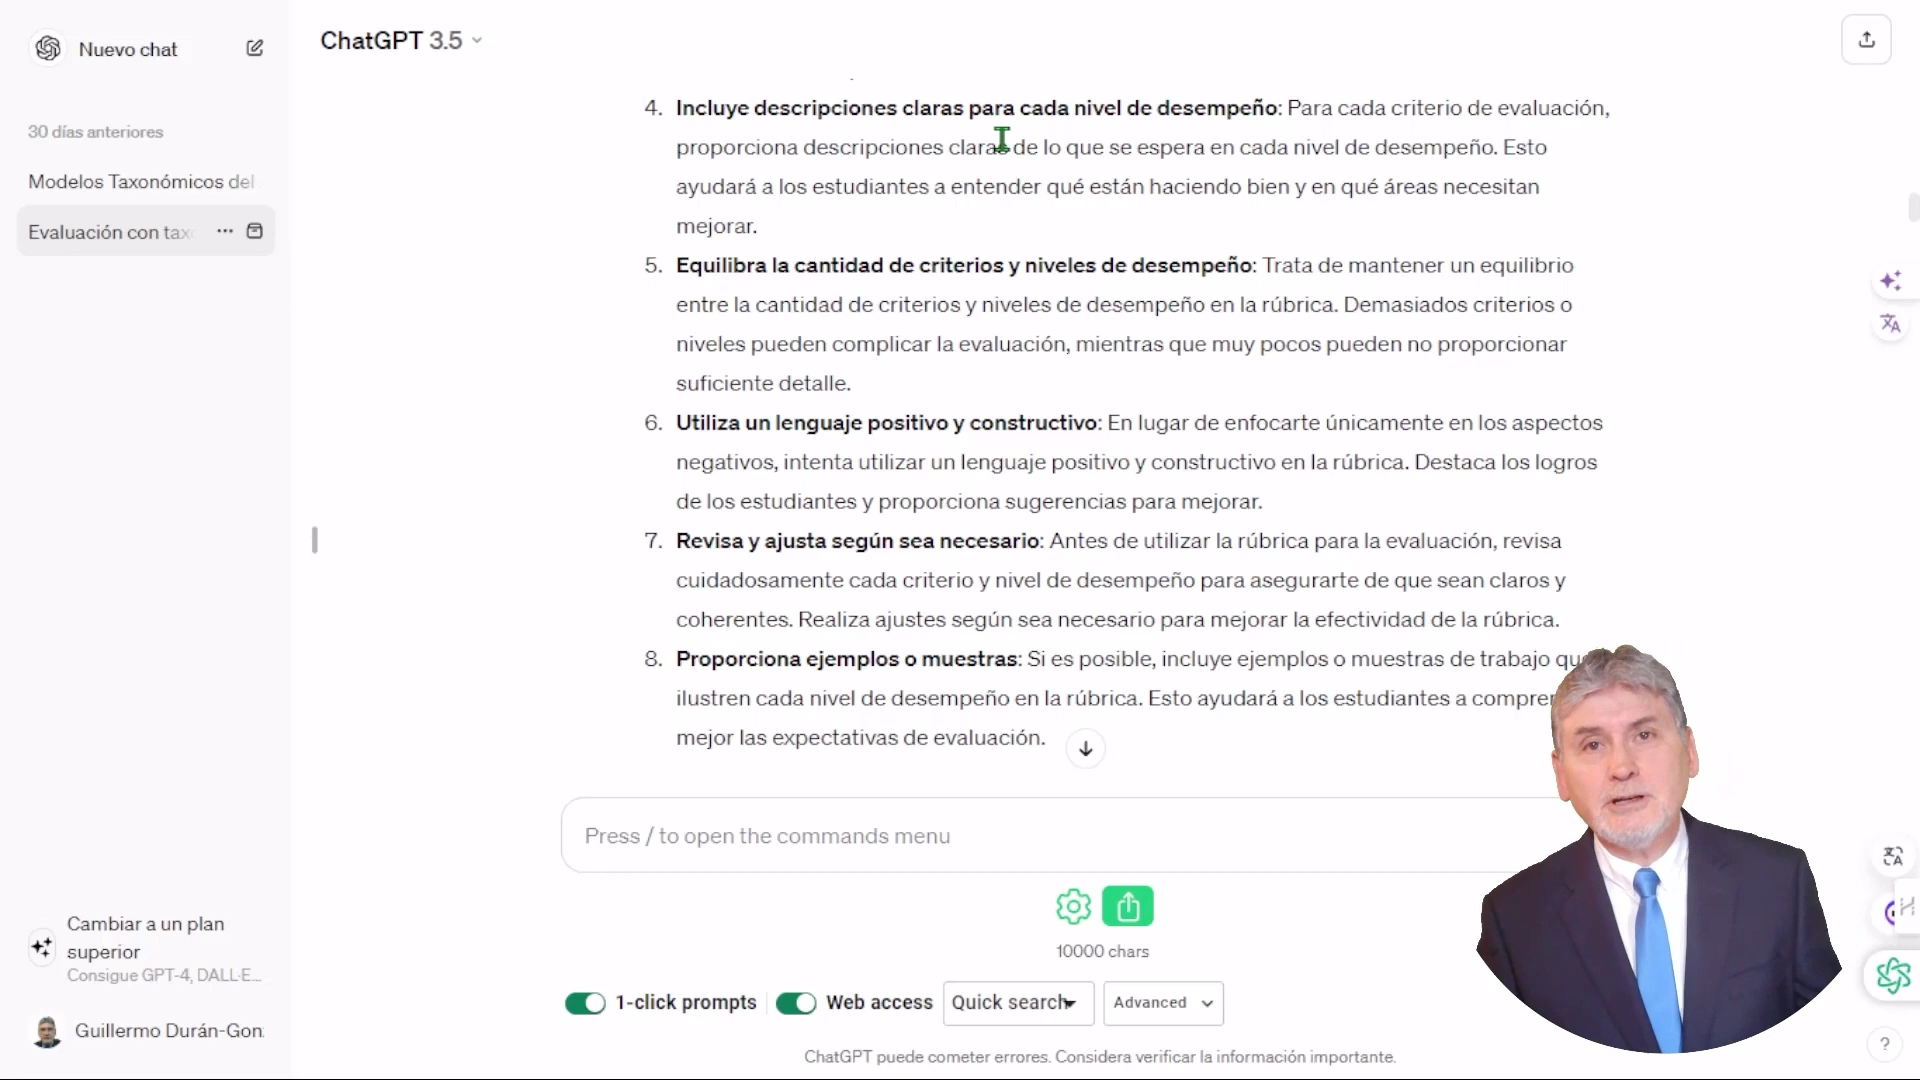 Nuevo chat
ChatGPT 3.5
30 días anteriores
Modelos Taxonómicos del
Evaluación con tax
4. Incluye descripciones claras para cada nivel de desempeño: Para cada criterio de evaluación,
proporciona descripciones claras de lo que se espera en cada nivel de desempeño. Esto
ayudará a los estudiantes a entender qué están haciendo bien y en qué áreas necesitan
mejorar.
5. Equilibra la cantidad de criterios y niveles de desempeño: Trata de mantener un equilibrio
entre la cantidad de criterios y niveles de desempeño en la rúbrica. Demasiados criterios o
niveles pueden complicar la evaluación, mientras que muy pocos pueden no proporcionar
suficiente detalle.
6. Utiliza un lenguaje positivo y constructivo: En lugar de enfocarte únicamente en los aspectos
negativos, intenta utilizar un lenguaje positivo y constructivo en la rúbrica. Destaca los logros
de los estudiantes y proporciona sugerencias para mejorar.
7. Revisa y ajusta según sea necesario: Antes de utilizar la rúbrica para la evaluación, revisa
cuidadosamente cada criterio y nivel de desempeño para asegurarte de que sean claros y
coherentes. Realiza ajustes según sea necesario para mejorar la efectividad de la rúbrica.
8. Proporciona ejemplos o muestras: Si es posible, incluye ejemplos o muestras de trabajo qu
ilustren cada nivel de desempeño en la rúbrica. Esto ayudará a los estudiantes a compre
mejor las expectativas de evaluación.
Press / to open the commands menu
10000 chars
1-click prompts
Web access
Quick search
Advanced
ChatGPT puede cometer errores. Considera verificar la información importante.
Cambiar a un plan
superior
Consigue GPT-4, DALL·E...
Guillermo Durán-Gon
?